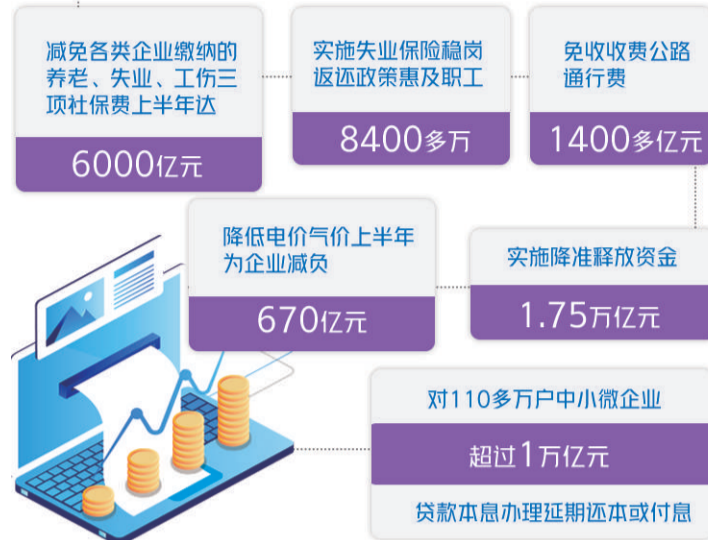 减免各类企业缴纳的
养老、失业、工伤三
项社保费上半年达
6000亿元
实施失业保险稳岗
返还政策惠及职工
8400多万
免收收费公路
通行费
1400多亿元
降低电价气价上半年
为企业减负
670亿元
实施降准释放资金
1.75万亿元
对110多万户中小微企业
超过1万亿元
贷款本息办理延期还本或付息